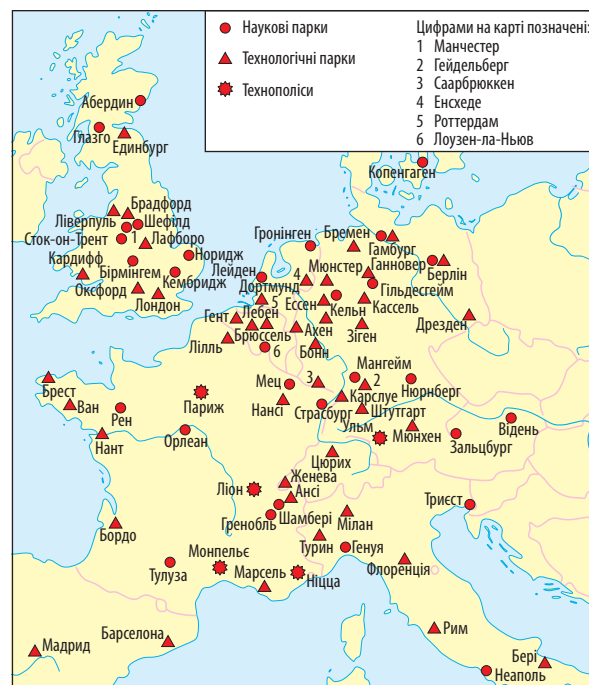 Наукові парки
Технологічні парки
Технополіси
Цифрами на карті позначені:
1 Манчестер
2 Гейдельберг
3 Саарбрюккен
4 Енсхеде
5 Роттердам
6 Лоузен-ла-Ньюв
Абердин
Глазго
Единбург
Копенгаген
Брадфорд
Ліверпуль
Шефілд
Сток-он-Трент
1
Лафборо
Кардифф
Бірмінгем
Норидж
Оксфорд
Кембридж
Лондон
Гронінген
Бремен
Гамбург
Лейден
Мюнстер
Ганновер
Берлін
Дортмунд
4
5
Гільдесгейм
Ессен
Кельн
Кассель
Дрезден
Гент
Лебен
Ахен
Зіген
Брюссель
Лілль
6
Бонн
Мангейм
Мец
3
2
Нюрнберг
Брест
Париж
Карлсуе
Ван
Рен
Нансі
Страсбург
Штутгарт
Ульм
Відень
Нант
Орлеан
Мюнхен
Зальцбург
Цюрих
Женева
Ліон
Ансі
Триєст
Шамбері
Гренобль
Мілан
Бордо
Турин
Генуя
Монпельє
Тулуза
Марсель
Ніцца
Флоренція
Барселона
Рим
Мадрид
Бері
Неаполь